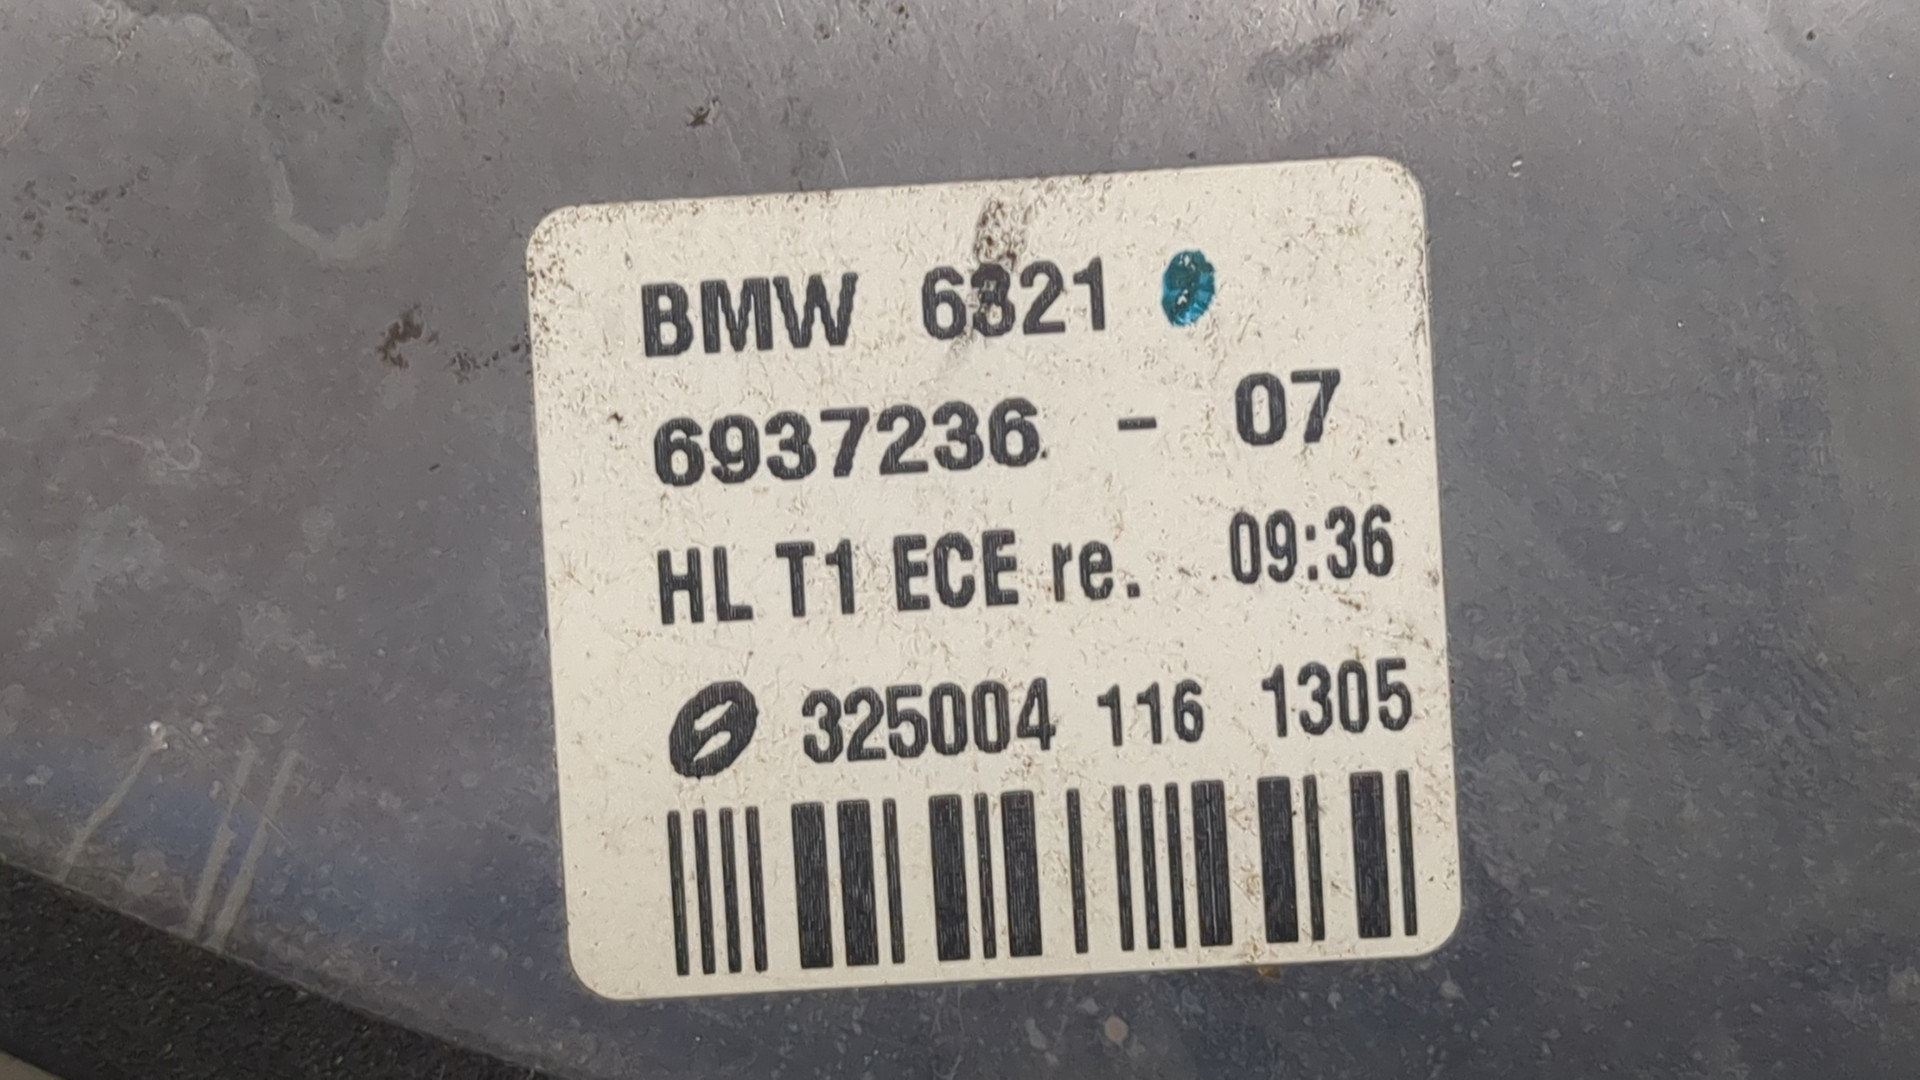 BMW 6321
6937236 - 07
HL T1 ECE re. 09:36
325004 116 1305